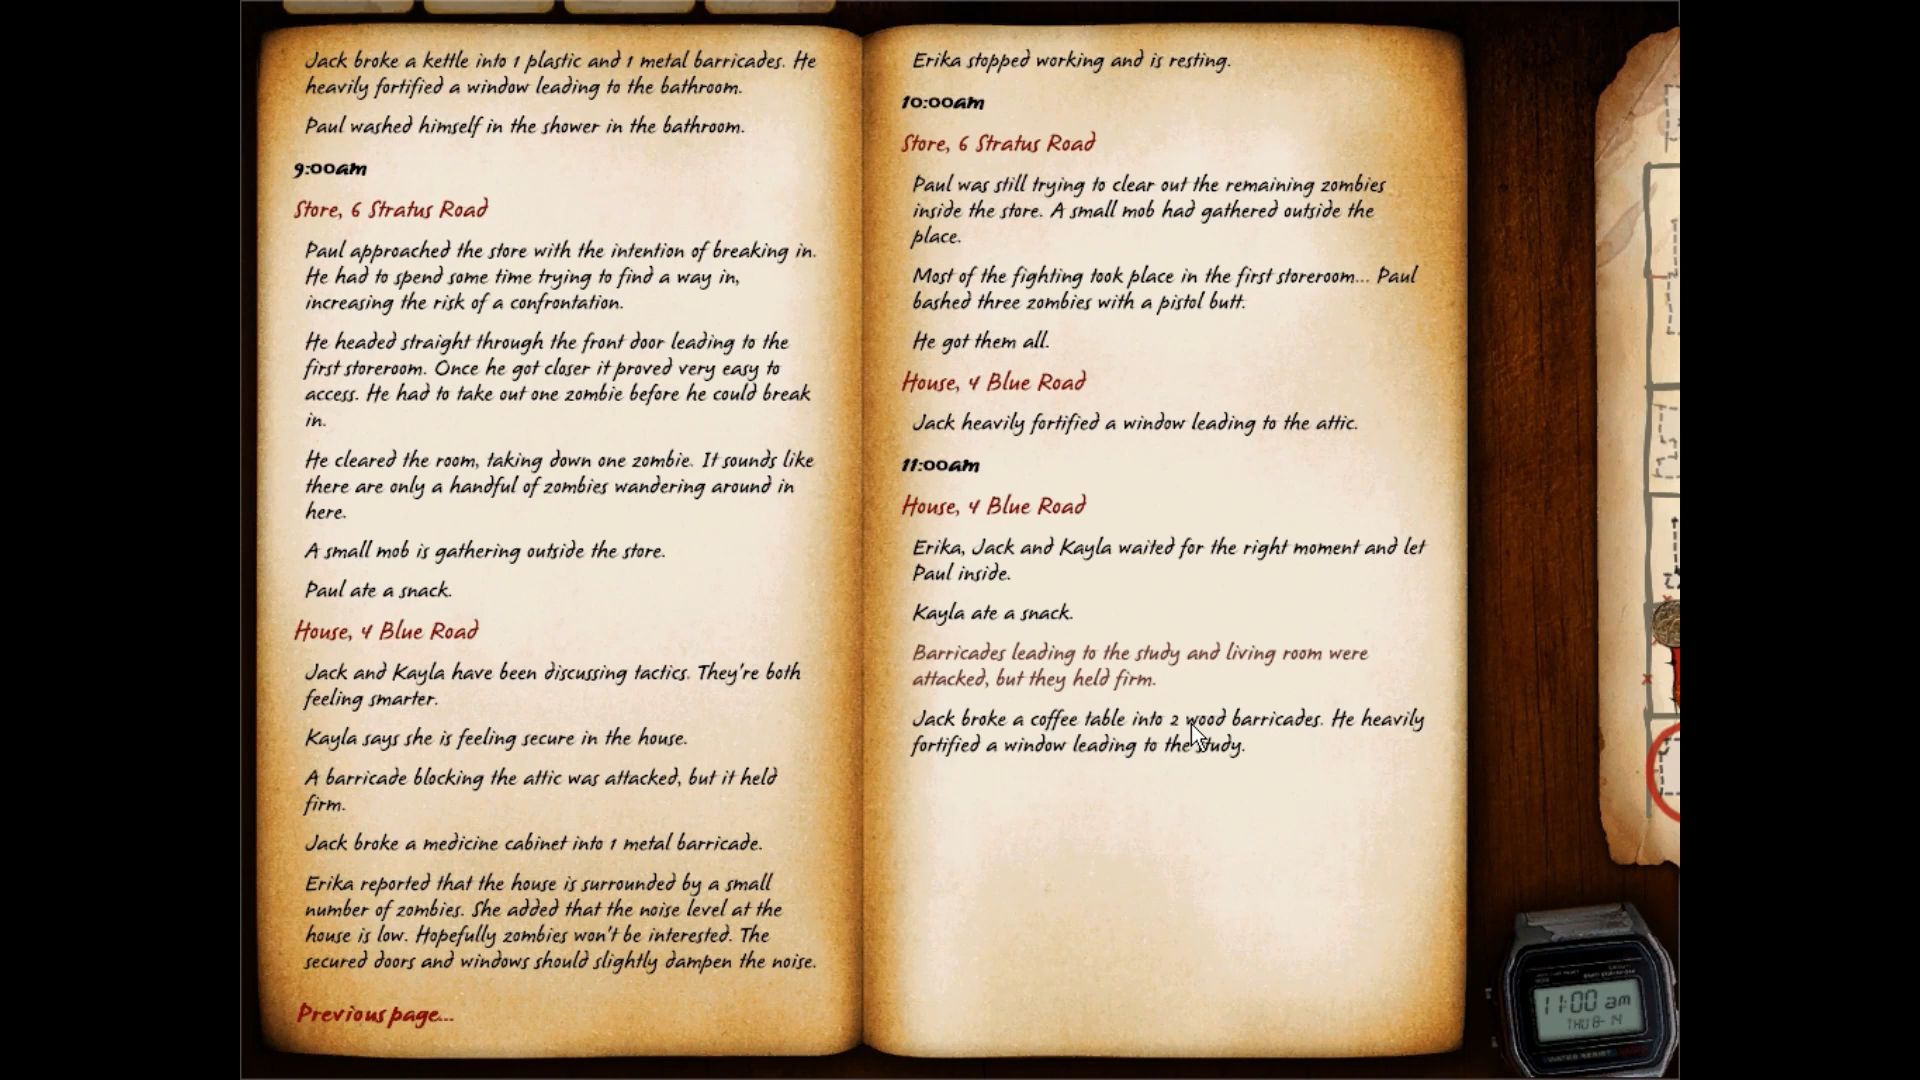 Jack broke a kettle into 1 plastic and 1 metal barricades. He
heavily fortified a window leading to the bathroom.
Paul washed himself in the shower in the bathroom.
9:00am
Store, 6 Stratus Road
Paul approached the store with the intention of breaking in.
He had to spend some time trying to find a way in,
increasing the risk of a confrontation.
He headed straight through the front door leading to the
first storeroom. Once he got closer it proved very easy to
access. He had to take out one zombie before he could break
in.
He cleared the room, taking down one zombie. It sounds like
there are only a handful of zombies wandering around in
here.
A small mob is gathering outside the store.
Paul ate a snack.
House, 4 Blue Road
Jack and Kayla have been discussing tactics. They're both
feeling smarter.
Kayla says she is feeling secure in the house.
A barricade blocking the attic was attacked, but it held
firm.
Jack broke a medicine cabinet into 1 metal barricade.
Erika reported that the house is surrounded by a small
number of zombies. She added that the noise level at the
house is low. Hopefully zombies won't be interested. The
secured doors and windows should slightly dampen the noise.
Previous page...
Erika stopped working and is resting.
10:00am
Store, 6 Stratus Road
Paul was still trying to clear out the remaining zombies
inside the store. A small mob had gathered outside the
place.
Most of the fighting took place in the first storeroom... Paul
bashed three zombies with a pistol butt.
He got them all.
House, 4 Blue Road
Jack heavily fortified a window leading to the attic.
11:00am
House, 4 Blue Road
Erika, Jack and Kayla waited for the right moment and let
Paul inside.
Kayla ate a snack.
Barricades leading to the study and living room were
attacked, but they held firm.
Jack broke a coffee table into 2 wood barricades. He heavily
fortified a window leading to the study.
11:00 am
THU 8-14